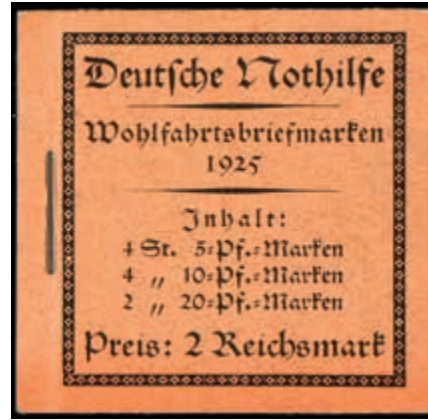 Deutſche Nothilfe
Wohlfahrtsbriefmarken
1925
Inhalt:
4 St. 5=Pf.=Marken
4 „ 10=Pf.=Marken
2 „ 20=Pf.=Marken
Preis: 2 Reichsmark